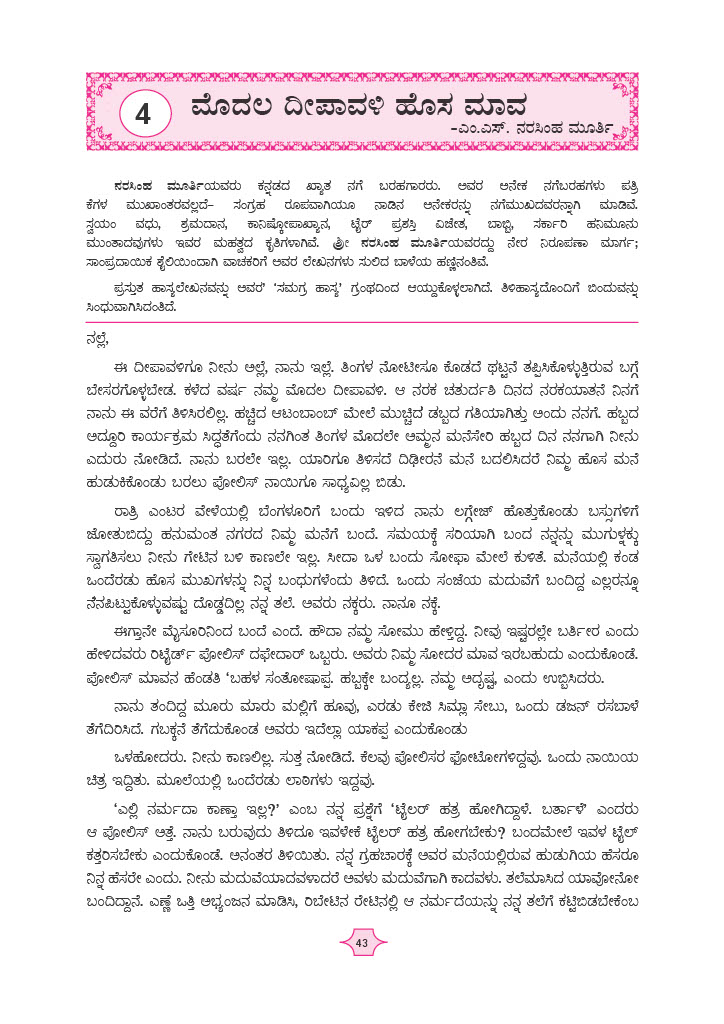 4
ಮೊದಲ ದೀಪಾವಳಿ ಹೊಸ ಮಾವ
-ಎಂ.ಎಸ್. ನರಸಿಂಹ ಮೂರ್ತಿ
ನರಸಿಂಹ ಮೂರ್ತಿಯವರು ಕನ್ನಡದ ಖ್ಯಾತ ನಗೆ ಬರಹಗಾರರು. ಅವರ ಅನೇಕ ನಗೆಬರಹಗಳು ಪತ್ರಿ
ಕೆಗಳ ಮುಖಾಂತರವಲ್ಲದೆ– ಸಂಗ್ರಹ ರೂಪವಾಗಿಯೂ ನಾಡಿನ ಅನೇಕರನ್ನು ನಗೆಮುಖದವರನ್ನಾಗಿ ಮಾಡಿವೆ.
ಸ್ವಯಂ ವಧು, ಶ್ರಮದಾನ, ಕಾನಿಷ್ಕೋಪಾಖ್ಯಾನ, ಟೈರ್ ಪ್ರಶಸ್ತಿ ವಿಜೇತ, ಬಾಬ್ಬಿ, ಸರ್ಕಾರಿ ಹನಿಮೂನು
ಮುಂತಾದವುಗಳು ಇವರ ಮಹತ್ವದ ಕೃತಿಗಳಾಗಿವೆ. ಶ್ರೀ ನರಸಿಂಹ ಮೂರ್ತಿಯವರದ್ದು ನೇರ ನಿರೂಪಣಾ ಮಾರ್ಗ;
ಸಾಂಪ್ರದಾಯಿಕ ಶೈಲಿಯಿಂದಾಗಿ ವಾಚಕರಿಗೆ ಅವರ ಲೇಖನಗಳು ಸುಲಿದ ಬಾಳೆಯ ಹಣ್ಣಿನಂತಿವೆ.
ಪ್ರಸ್ತುತ ಹಾಸ್ಯಲೇಖನವನ್ನು ಅವರ' 'ಸಮಗ್ರ ಹಾಸ್ಯ' ಗ್ರಂಥದಿಂದ ಆಯ್ದುಕೊಳ್ಳಲಾಗಿದೆ. ತಿಳಿಹಾಸ್ಯದೊಂದಿಗೆ ಬಿಂದುವನ್ನು
ಸಿಂಧುವಾಗಿಸಿದಂತಿದೆ.
ನಲ್ಲೆ,
ಈ ದೀಪಾವಳಿಗೂ ನೀನು ಅಲ್ಲೆ, ನಾನು ಇಲ್ಲೆ. ತಿಂಗಳ ನೋಟೀಸೂ ಕೊಡದೆ ಥಟ್ಟನೆ ತಪ್ಪಿಸಿಕೊಳ್ಳುತ್ತಿರುವ ಬಗ್ಗೆ
ಬೇಸರಗೊಳ್ಳಬೇಡ. ಕಳೆದ ವರ್ಷ ನಮ್ಮ ಮೊದಲ ದೀಪಾವಳಿ. ಆ ನರಕ ಚತುರ್ದಶಿ ದಿನದ ನರಕಯಾತನೆ ನಿನಗೆ
ನಾನು ಈ ವರೆಗೆ ತಿಳಿಸಿರಲಿಲ್ಲ. ಹಚ್ಚಿದ ಆಟಂಬಾಂಬ್ ಮೇಲೆ ಮುಚ್ಚಿದ ಡಬ್ಬದ ಗತಿಯಾಗಿತ್ತು ಅಂದು ನನಗೆ. ಹಬ್ಬದ
ಅದ್ದೂರಿ ಕಾರ್ಯಕ್ರಮ ಸಿದ್ಧತೆಗೆಂದು ನನಗಿಂತ ತಿಂಗಳ ಮೊದಲೇ ಅಮ್ಮನ ಮನೆಸೇರಿ ಹಬ್ಬದ ದಿನ ನನಗಾಗಿ ನೀನು
ಎದುರು ನೋಡಿದೆ. ನಾನು ಬರಲೇ ಇಲ್ಲ. ಯಾರಿಗೂ ತಿಳಿಸದೆ ದಿಢೀರನೆ ಮನೆ ಬದಲಿಸಿದರೆ ನಿಮ್ಮ ಹೊಸ ಮನೆ
ಹುಡುಕಿಕೊಂಡು ಬರಲು ಪೋಲಿಸ್ ನಾಯಿಗೂ ಸಾಧ್ಯವಿಲ್ಲ ಬಿಡು.
ರಾತ್ರಿ ಎಂಟರ ವೇಳೆಯಲ್ಲಿ ಬೆಂಗಳೂರಿಗೆ ಬಂದು ಇಳಿದ ನಾನು ಲಗ್ಗೇಜ್ ಹೊತ್ತುಕೊಂಡು ಬಸ್ಸುಗಳಿಗೆ
ಜೋತುಬಿದ್ದು ಹನುಮಂತ ನಗರದ ನಿಮ್ಮ ಮನೆಗೆ ಬಂದೆ. ಸಮಯಕ್ಕೆ ಸರಿಯಾಗಿ ಬಂದ ನನ್ನನ್ನು ಮುಗುಳ್ನಕ್ಕು
ಸ್ವಾಗತಿಸಲು ನೀನು ಗೇಟಿನ ಬಳಿ ಕಾಣಲೇ ಇಲ್ಲ. ಸೀದಾ ಒಳ ಬಂದು ಸೋಫಾ ಮೇಲೆ ಕುಳಿತೆ. ಮನೆಯಲ್ಲಿ ಕಂಡ
ಒಂದೆರಡು ಹೊಸ ಮುಖಗಳನ್ನು ನಿನ್ನ ಬಂಧುಗಳೆಂದು ತಿಳಿದೆ. ಒಂದು ಸಂಜೆಯ ಮದುವೆಗೆ ಬಂದಿದ್ದ ಎಲ್ಲರನ್ನೂ
ನೆನಪಿಟ್ಟುಕೊಳ್ಳುವಷ್ಟು ದೊಡ್ಡದಿಲ್ಲ ನನ್ನ ತಲೆ. ಅವರು ನಕ್ಕರು. ನಾನೂ ನಕ್ಕೆ.
ಈಗ್ತಾನೇ ಮೈಸೂರಿನಿಂದ ಬಂದೆ ಎಂದೆ. ಹೌದಾ ನಮ್ಮ ಸೋಮು ಹೇಳ್ತಿದ್ದ. ನೀವು ಇಷ್ಟರಲ್ಲೇ ಬರ್ತೀರ ಎಂದು
ಹೇಳಿದವರು ರಿಟೈರ್ಡ್ ಪೋಲಿಸ್ ದಫೇದಾರ್ ಒಬ್ಬರು. ಅವರು ನಿಮ್ಮ ಸೋದರ ಮಾವ ಇರಬಹುದು ಎಂದುಕೊಂಡೆ.
ಪೋಲಿಸ್ ಮಾವನ ಹೆಂಡತಿ 'ಬಹಳ ಸಂತೋಷಾಪ್ಪ. ಹಬ್ಬಕ್ಕೇ ಬಂದ್ಯಲ್ಲ. ನಮ್ಮ ಅದೃಷ್ಟ, ಎಂದು ಉಬ್ಬಿಸಿದರು.
ನಾನು ತಂದಿದ್ದ ಮೂರು ಮಾರು ಮಲ್ಲಿಗೆ ಹೂವು, ಎರಡು ಕೇಜಿ ಸಿಮ್ಲಾ ಸೇಬು, ಒಂದು ಡಜನ್ ರಸಬಾಳೆ
ತೆಗೆದಿರಿಸಿದೆ. ಗಬಕ್ಕನೆ ತೆಗೆದುಕೊಂಡ ಅವರು ಇದೆಲ್ಲಾ ಯಾಕಪ್ಪ ಎಂದುಕೊಂಡು
ಒಳಹೋದರು. ನೀನು ಕಾಣಲಿಲ್ಲ. ಸುತ್ತ ನೋಡಿದೆ. ಕೆಲವು ಪೋಲಿಸರ ಫೋಟೋಗಳಿದ್ದವು. ಒಂದು ನಾಯಿಯ
ಚಿತ್ರ ಇದ್ದಿತು. ಮೂಲೆಯಲ್ಲಿ ಒಂದೆರಡು ಲಾಠಿಗಳು ಇದ್ದವು.
'ಎಲ್ಲಿ ನರ್ಮದಾ ಕಾಣ್ತಾ ಇಲ್ಲ?' ಎಂಬ ನನ್ನ ಪ್ರಶ್ನೆಗೆ 'ಟೈಲರ್ ಹತ್ರ ಹೋಗಿದ್ದಾಳೆ. ಬರ್ತಾಳೆ' ಎಂದರು
ಆ ಪೋಲಿಸ್ ಅತ್ತೆ. ನಾನು ಬರುವುದು ತಿಳಿದೂ ಇವಳೇಕೆ ಟೈಲರ್ ಹತ್ರ ಹೋಗಬೇಕು? ಬಂದಮೇಲೆ ಇವಳ ಟೈಲ್
ಕತ್ತರಿಸಬೇಕು ಎಂದುಕೊಂಡೆ. ಅನಂತರ ತಿಳಿಯಿತು. ನನ್ನ ಗ್ರಹಚಾರಕ್ಕೆ ಅವರ ಮನೆಯಲ್ಲಿರುವ ಹುಡುಗಿಯ ಹೆಸರೂ
ನಿನ್ನ ಹೆಸರೇ ಎಂದು. ನೀನು ಮದುವೆಯಾದವಳಾದರೆ ಅವಳು ಮದುವೆಗಾಗಿ ಕಾದವಳು. ತಲೆಮಾಸಿದ ಯಾವೋನೋ
ಬಂದಿದ್ದಾನೆ. ಎಣ್ಣೆ ಒತ್ತಿ ಅಭ್ಯಂಜನ ಮಾಡಿಸಿ, ರಿಬೇಟಿನ ರೇಟಿನಲ್ಲಿ ಆ ನರ್ಮದೆಯನ್ನು ನನ್ನ ತಲೆಗೆ ಕಟ್ಟಿಬಿಡಬೇಕೆಂಬ
43